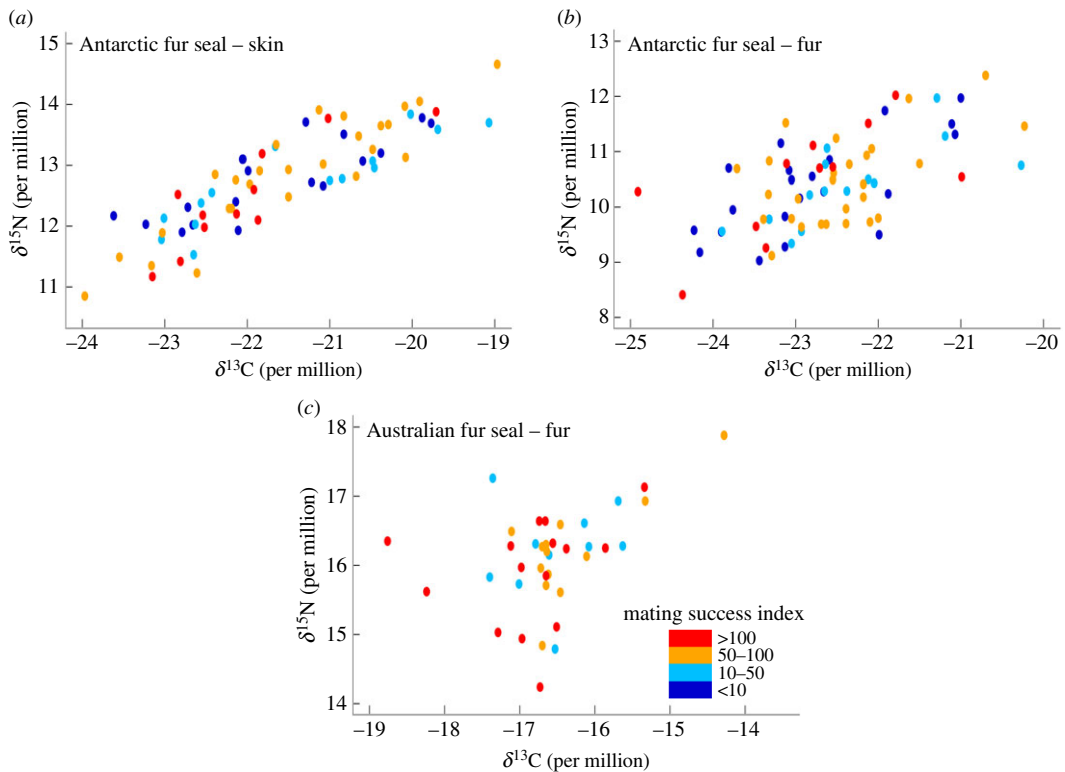 (a)
Antarctic fur seal – skin
15
14
13
12
11
δ15N (per million)
–24 –23 –22 –21 –20 –19
δ13C (per million)
(b)
Antarctic fur seal – fur
13
12
11
10
9
8
δ15N (per million)
–25 –24 –23 –22 –21 –20
δ13C (per million)
(c)
Australian fur seal – fur
18
17
16
15
14
δ15N (per million)
–19 –18 –17 –16 –15 –14
δ13C (per million)
mating success index
>100
50–100
10–50
<10